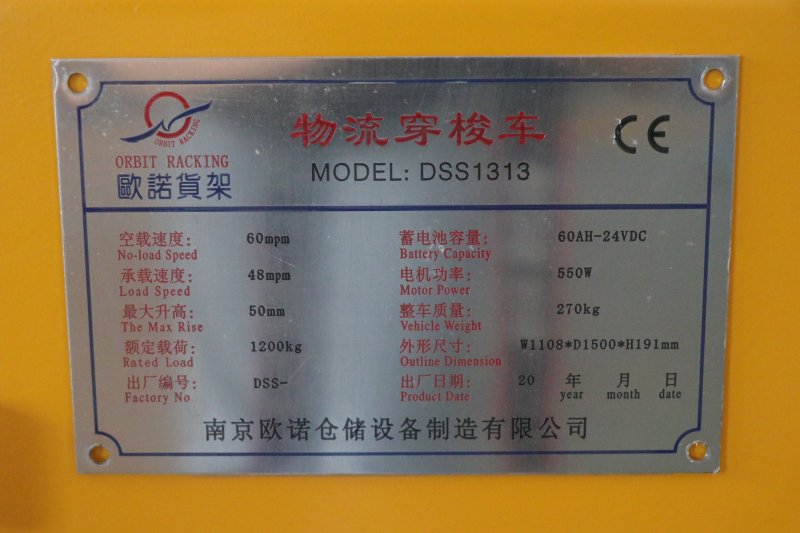 ORBIT RACKING
ORBIT RACKING
歐諾貨架
物流穿梭车
MODEL: DSS1313
CE
空载速度: 60mpm
No-load Speed
承载速度: 48mpm
Load Speed
最大升高: 50mm
The Max Rise
额定载荷: 1200kg
Rated Load
出厂编号: DSS-
Factory No
蓄电池容量: 60AH-24VDC
Battery Capacity
电机功率: 550W
Motor Power
整车质量: 270kg
Vehicle Weight
外形尺寸: W1108*D1500*H191mm
Outline Dimension
出厂日期: 20 年 月 日
Product Date year month date
南京欧诺仓储设备制造有限公司